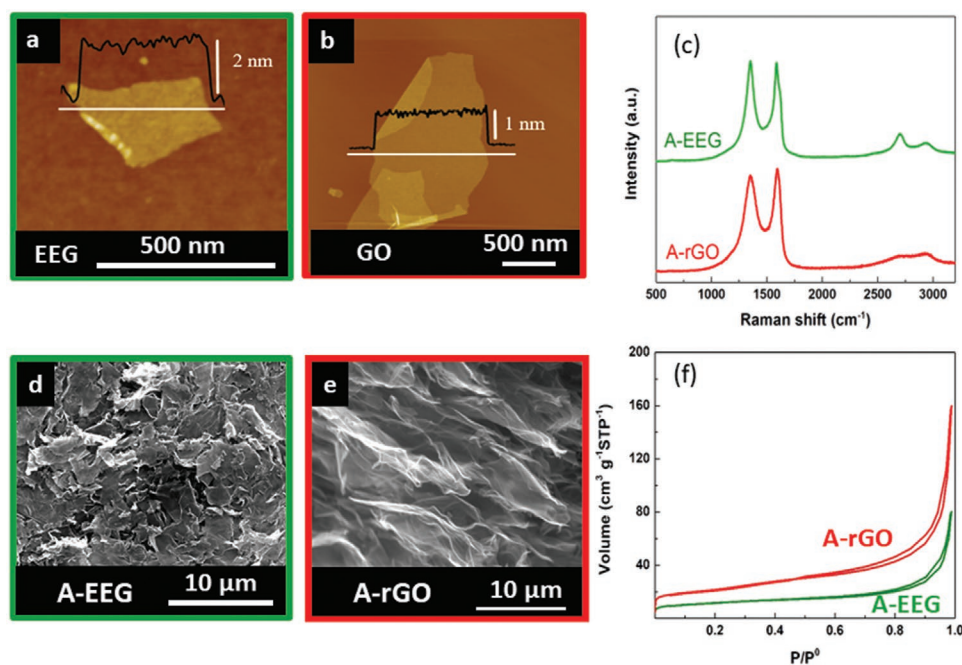 a
2 nm
EEG
500 nm
b
1 nm
GO
500 nm
(c)
Intensity (a.u.)
A-EEG
A-rGO
500 1000 1500 2000 2500 3000
Raman shift (cm⁻¹)
d
A-EEG
10 µm
e
A-rGO
10 µm
(f)
Volume (cm³ g⁻¹STP⁻¹)
200
160
120
80
40
A-rGO
A-EEG
0.2 0.4 0.6 0.8 1.0
P/P⁰